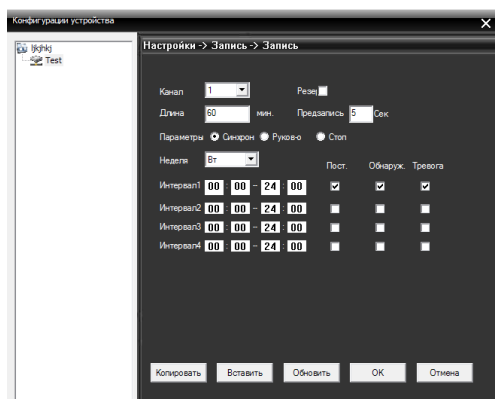 Конфигурации устройства
ljkjhkj
Test
Настройки -> Запись -> Запись
Канал 1 Резер
Длина 60 мин. Предзапись 5 Сек
Параметры Синхрон Руков-о Стоп
Неделя Вт Пост. Обнаруж. Тревога
Интервал1 00 : 00 - 24 : 00
Интервал2 00 : 00 - 24 : 00
Интервал3 00 : 00 - 24 : 00
Интервал4 00 : 00 - 24 : 00
Копировать Вставить Обновить OK Отмена